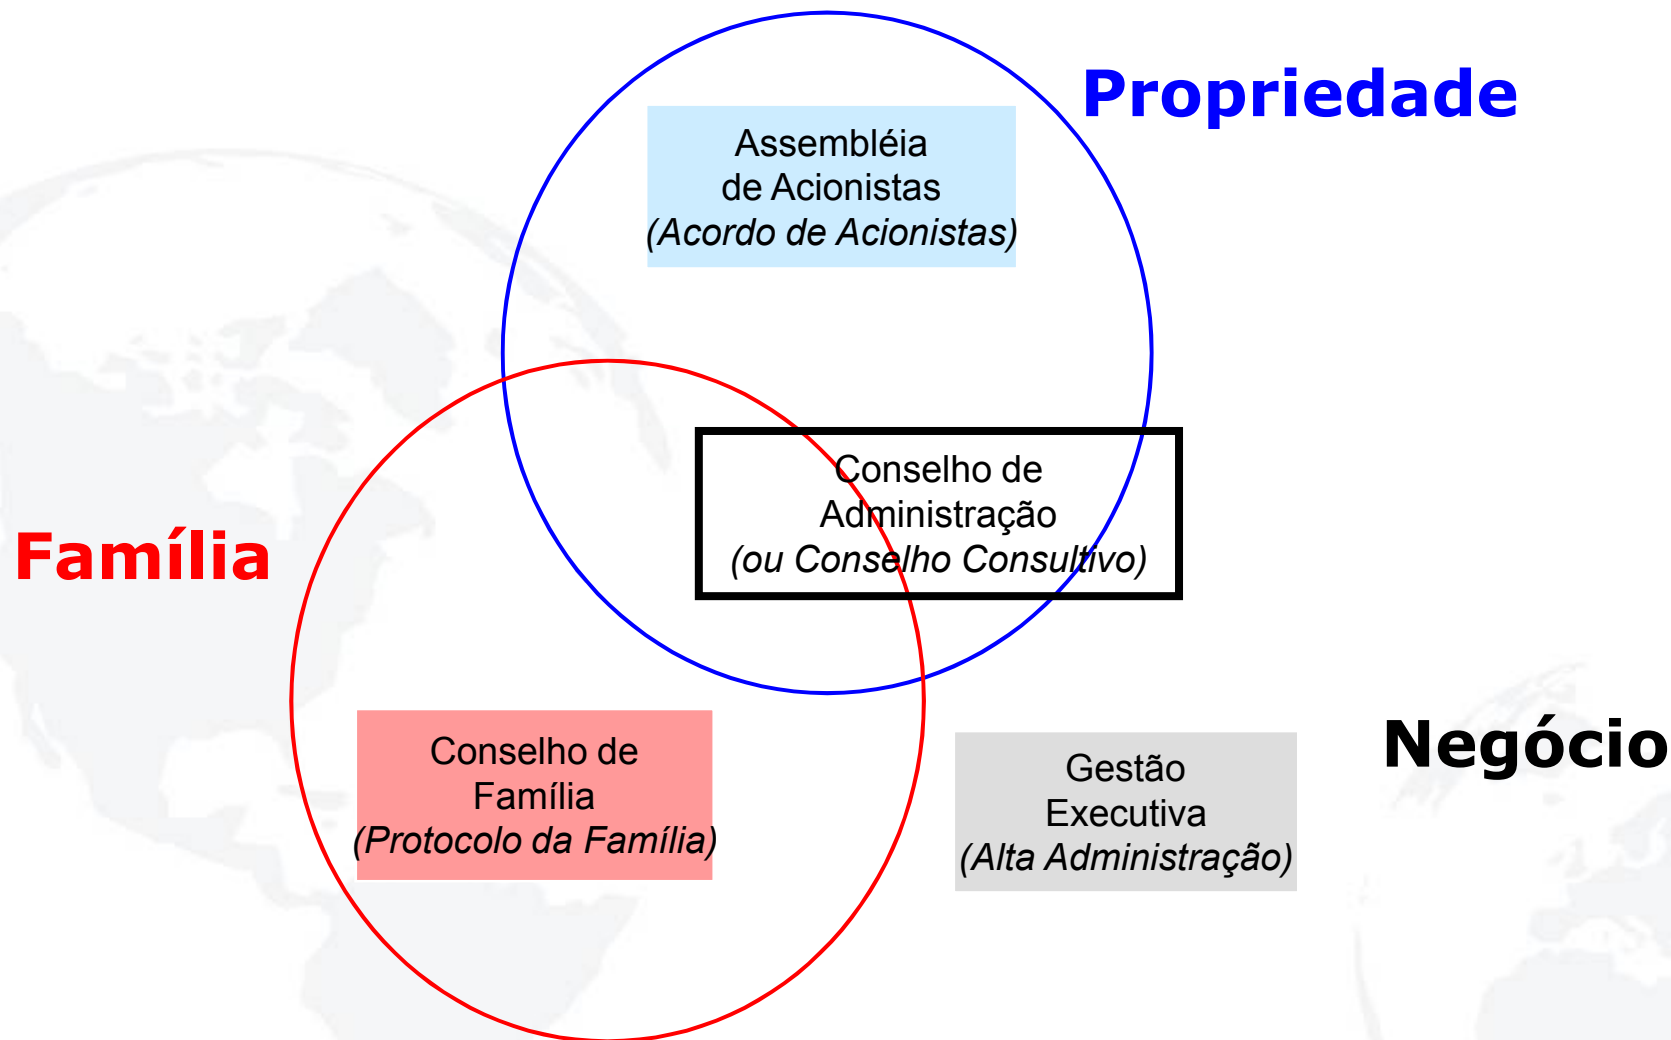 Propriedade
Assembléia
de Acionistas
(Acordo de Acionistas)
Conselho de
Administração
(ou Conselho Consultivo)
Família
Conselho de
Família
(Protocolo da Família)
Gestão
Executiva
(Alta Administração)
Negócio